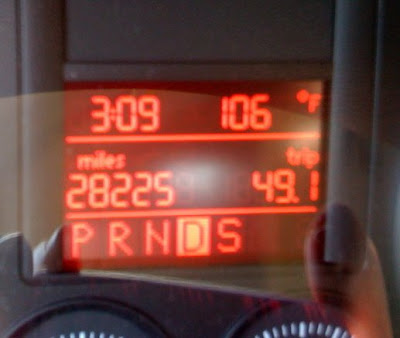 3:09 106 °F
miles trip
28225 49.1
P R N D S